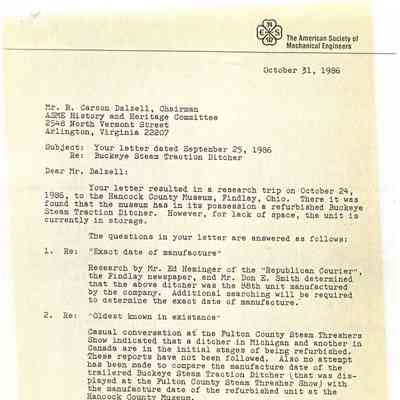 The American Society of
Mechanical Engineers
October 31, 1986
Mr. R. Carson Dalzell, Chairman
ASME History and Heritage Committee
2548 North Vermont Street
Arlington, Virginia 22207
Subject: Your letter dated September 25, 1986
Re: Buckeye Steam Traction Ditcher
Dear Mr. Dalzell:
Your letter resulted in a research trip on October 24,
1986, to the Hancock County Museum, Findlay, Ohio. There it was
found that the museum has in its possession a refurbished Buckeye
Steam Traction Ditcher. However, for lack of space, the unit is
currently in storage.
The questions in your letter are answered as follows:
1. Re: "Exact date of manufacture"
Research by Mr. Ed Heminger of the "Republican Courier",
the Findlay newspaper, and Mr. Don E. Smith determined
that the above ditcher was the 88th unit manufactured
by the company. Additional searching will be required
to determine the exact date of manufacture.
2. Re: "Oldest known in existance"
Casual conversation at the Fulton County Steam Threshers
Show indicated that a ditcher in Michigan and another in
Canada are in the initial stages of being refurbished.
These reports have not been followed. Also no attempt
has been made to compare the manufacture date of the
trailered Buckeye Steam Traction Ditcher (that was dis-
played at the Fulton County Steam Thresher Show) with
the manufacture date of the refurbished unit at the
Hancock County Museum.